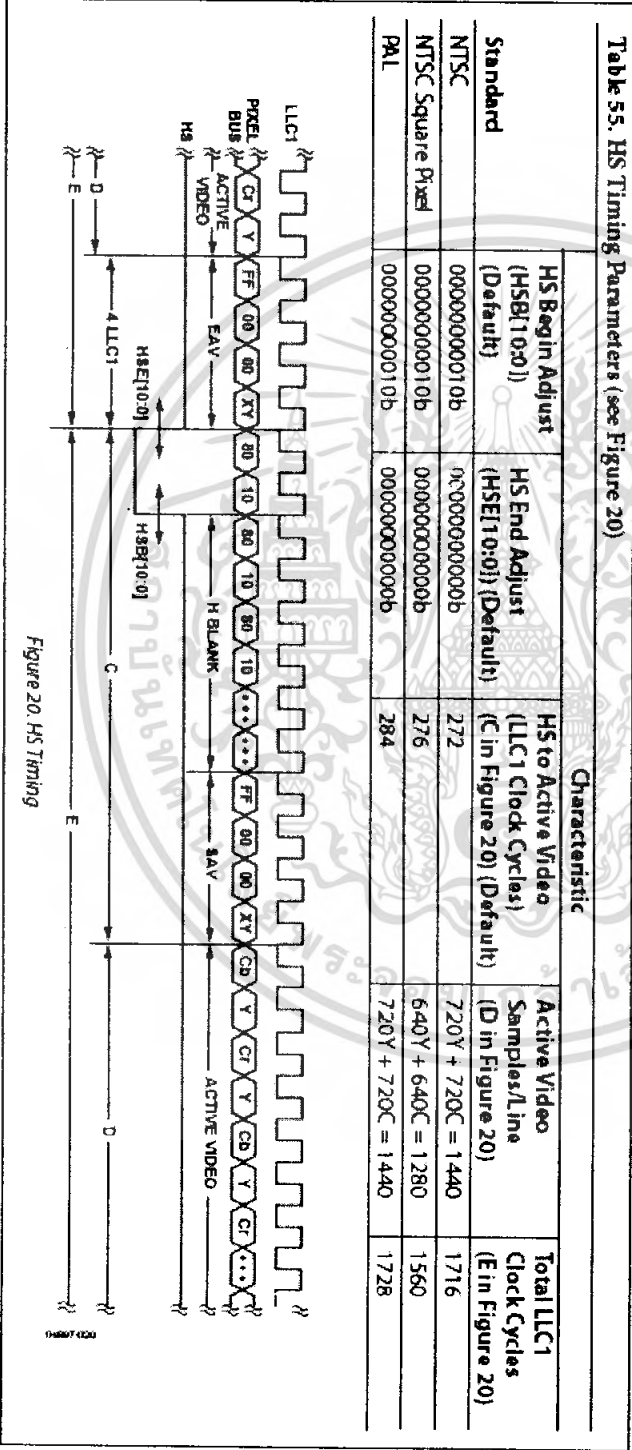 Table 55. HS Timing Parameters (see Figure 20)
Characteristic
Standard
HS Begin Adjust (HSB[10:0]) (Default)
HS End Adjust (HSE[10:0]) (Default)
HS to Active Video (LLC1 Clock Cycles) (C in Figure 20) (Default)
Active Video Samples/Line (D in Figure 20)
Total LLC1 Clock Cycles (E in Figure 20)
NTSC 00000000010b 00000000000b 272 720Y + 720C = 1440 1716
NTSC Square Pixel 00000000010b 00000000000b 276 640Y + 640C = 1280 1560
PAL 00000000010b 00000000000b 284 720Y + 720C = 1440 1728
LLC1
PIXEL BUS Cr Y FF 00 00 XY 80 10 80 10 80 10 ••• ••• FF 00 00 XY Cb Y Cr Y Cb Y Cr •••
ACTIVE VIDEO EAV H BLANK SAV ACTIVE VIDEO
HS
HSE[10:0] HSB[10:0]
4 LLC1 C
D D
E E
Figure 20. HS Timing